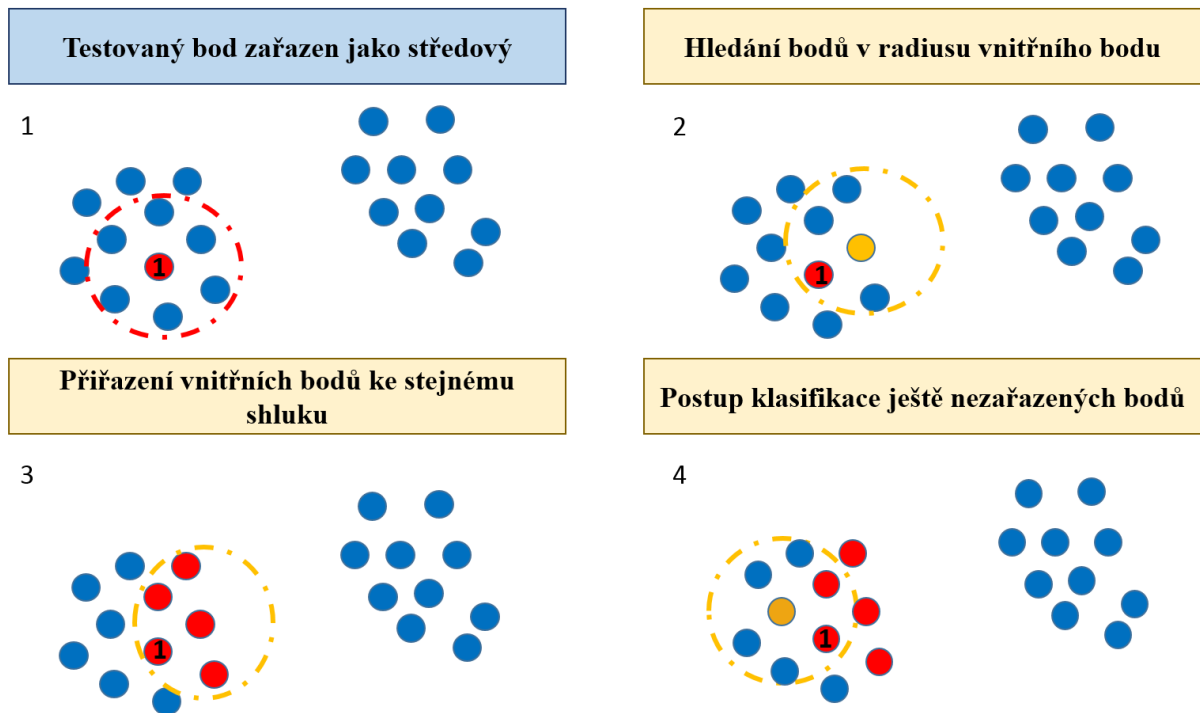 Testovaný bod zařazen jako středový
Hledání bodů v radiusu vnitřního bodu
1
2
1
1
Přiřazení vnitřních bodů ke stejnému
shluku
Postup klasifikace ještě nezařazených bodů
3
4
1
1